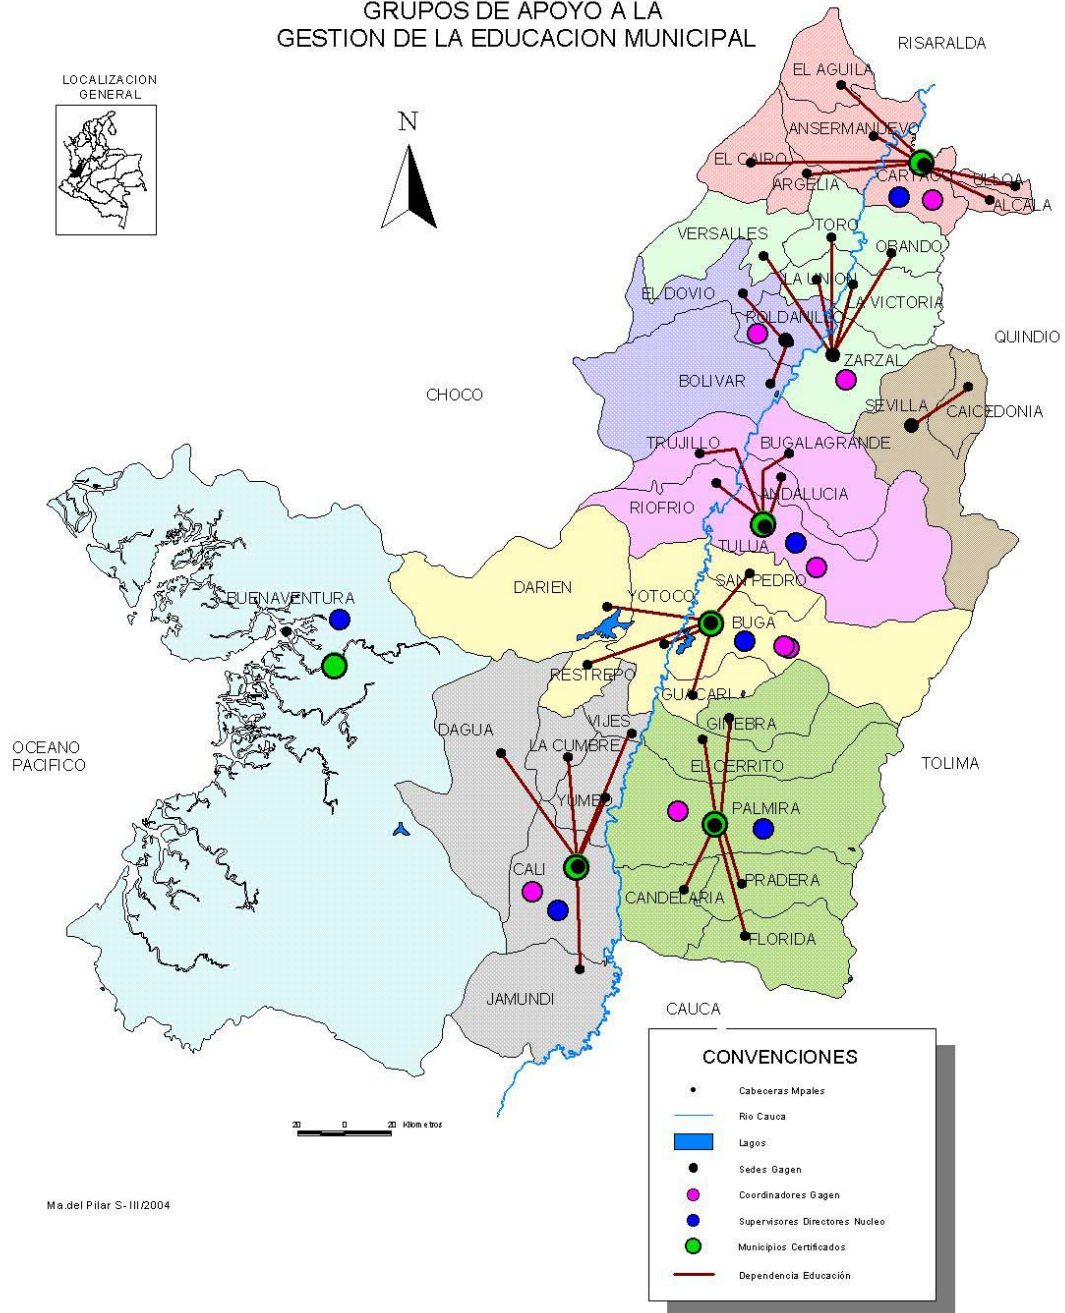 GRUPOS DE APOYO A LA
GESTION DE LA EDUCACION MUNICIPAL
LOCALIZACION
GENERAL
N
RISARALDA
EL AGUILA
ANSERMANUEVO
EL CAIRO
ARGELIA
CARTAGO
ULLOA
ALCALA
VERSALLES
TORO
OBANDO
EL DOVIO
LA UNION
LA VICTORIA
ROLDANILLO
QUINDIO
ZARZAL
BOLIVAR
CHOCO
SEVILLA
CAICEDONIA
TRUJILLO
BUGALAGRANDE
RIOFRIO
ANDALUCIA
TULUA
DARIEN
SAN PEDRO
YOTOCO
BUENAVENTURA
BUGA
RESTREPO
GUACARI
DAGUA
VIJES
GINEBRA
LA CUMBRE
OCEANO
PACIFICO
EL CERRITO
TOLIMA
YUMBO
PALMIRA
CALI
CANDELARIA
PRADERA
FLORIDA
JAMUNDI
CAUCA
CONVENCIONES
Cabeceras Mpales
Rio Cauca
Lagos
Sedes Gagen
Coordinadores Gagen
Supervisores Directores Nucleo
Municipios Certificados
Dependencia Educación
20 0 20 Kilometros
Ma.del Pilar S- III/2004